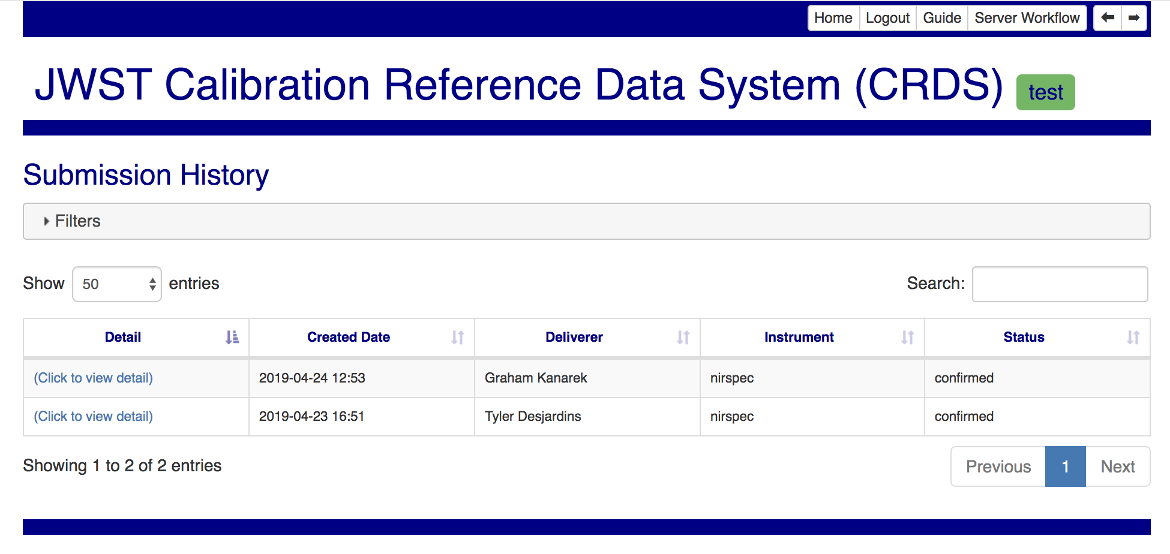 Home Logout Guide Server Workflow
JWST Calibration Reference Data System (CRDS) test
Submission History
Filters
Show 50 entries Search:
Detail Created Date Deliverer Instrument Status
(Click to view detail) 2019-04-24 12:53 Graham Kanarek nirspec confirmed
(Click to view detail) 2019-04-23 16:51 Tyler Desjardins nirspec confirmed
Showing 1 to 2 of 2 entries Previous 1 Next